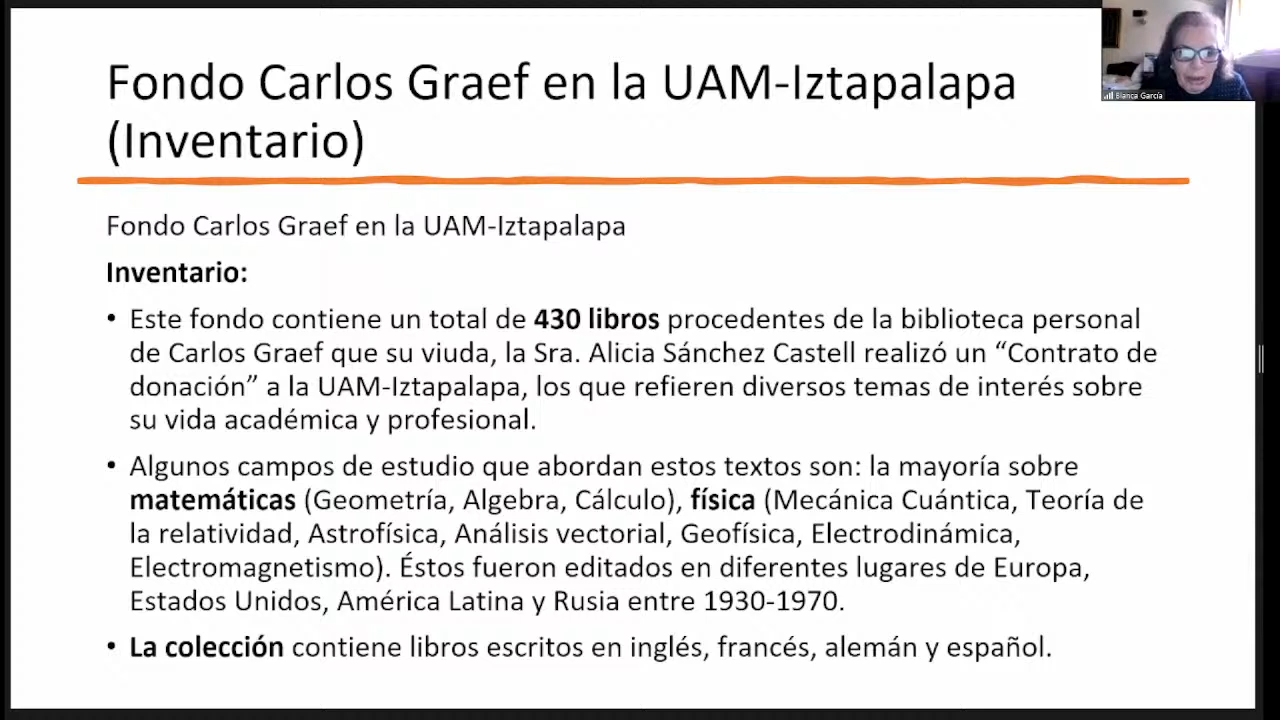 Fondo Carlos Graef en la UAM-Iztapalapa
(Inventario)
Blanca García
Fondo Carlos Graef en la UAM-Iztapalapa
Inventario:
• Este fondo contiene un total de 430 libros procedentes de la biblioteca personal
de Carlos Graef que su viuda, la Sra. Alicia Sánchez Castell realizó un “Contrato de
donación” a la UAM-Iztapalapa, los que refieren diversos temas de interés sobre
su vida académica y profesional.
• Algunos campos de estudio que abordan estos textos son: la mayoría sobre
matemáticas (Geometría, Algebra, Cálculo), física (Mecánica Cuántica, Teoría de
la relatividad, Astrofísica, Análisis vectorial, Geofísica, Electrodinámica,
Electromagnetismo). Éstos fueron editados en diferentes lugares de Europa,
Estados Unidos, América Latina y Rusia entre 1930-1970.
• La colección contiene libros escritos en inglés, francés, alemán y español.